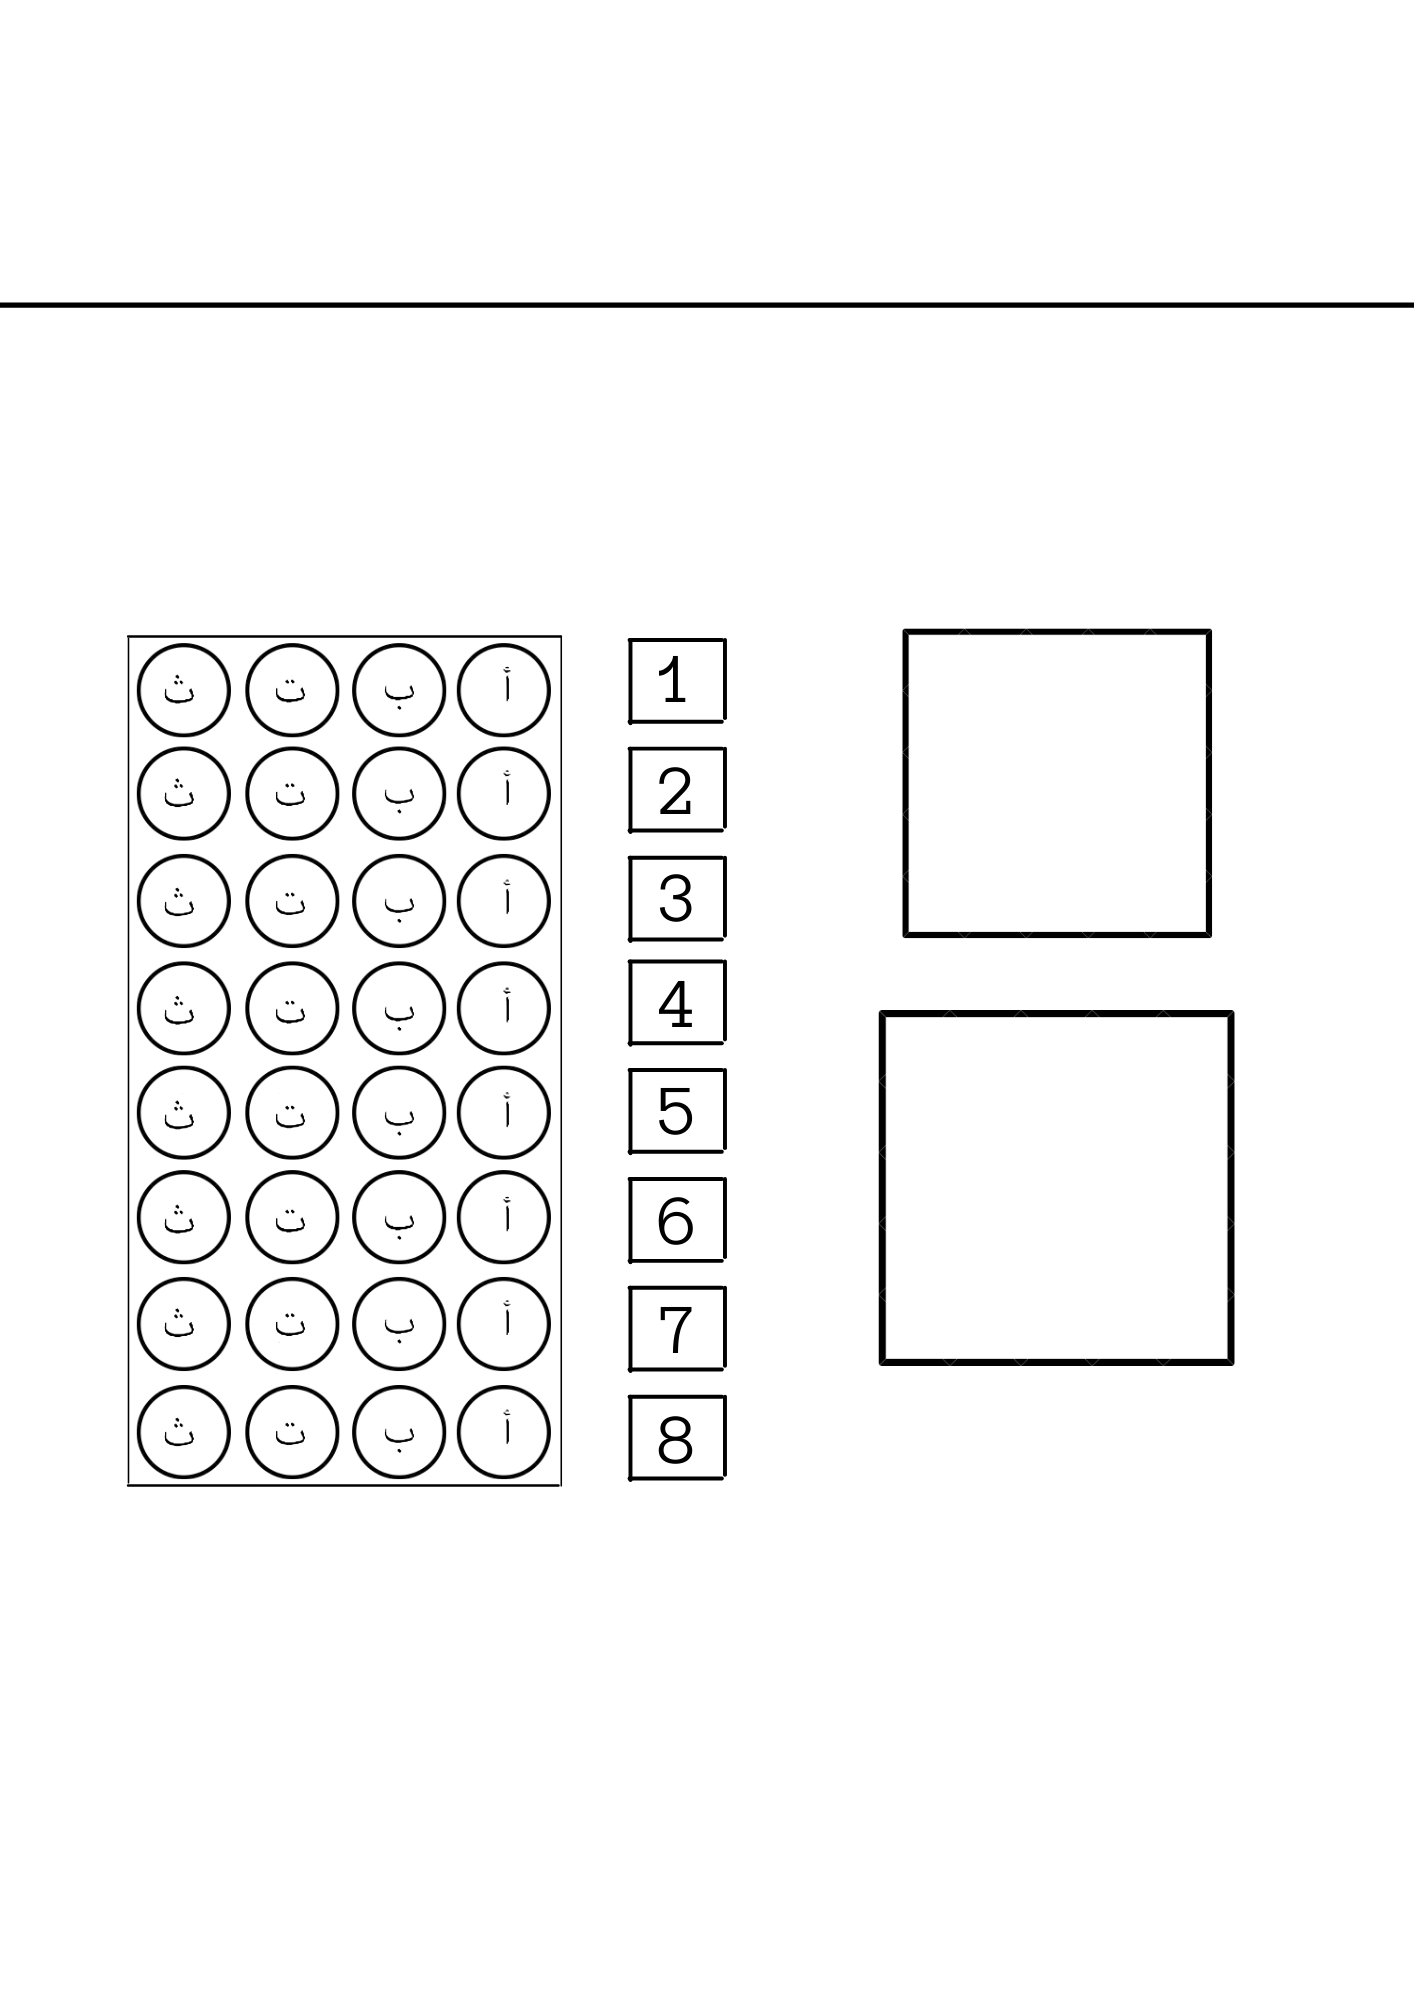 1 أ ب ت ث
2 أ ب ت ث
3 أ ب ت ث
4 أ ب ت ث
5 أ ب ت ث
6 أ ب ت ث
7 أ ب ت ث
8 أ ب ت ث